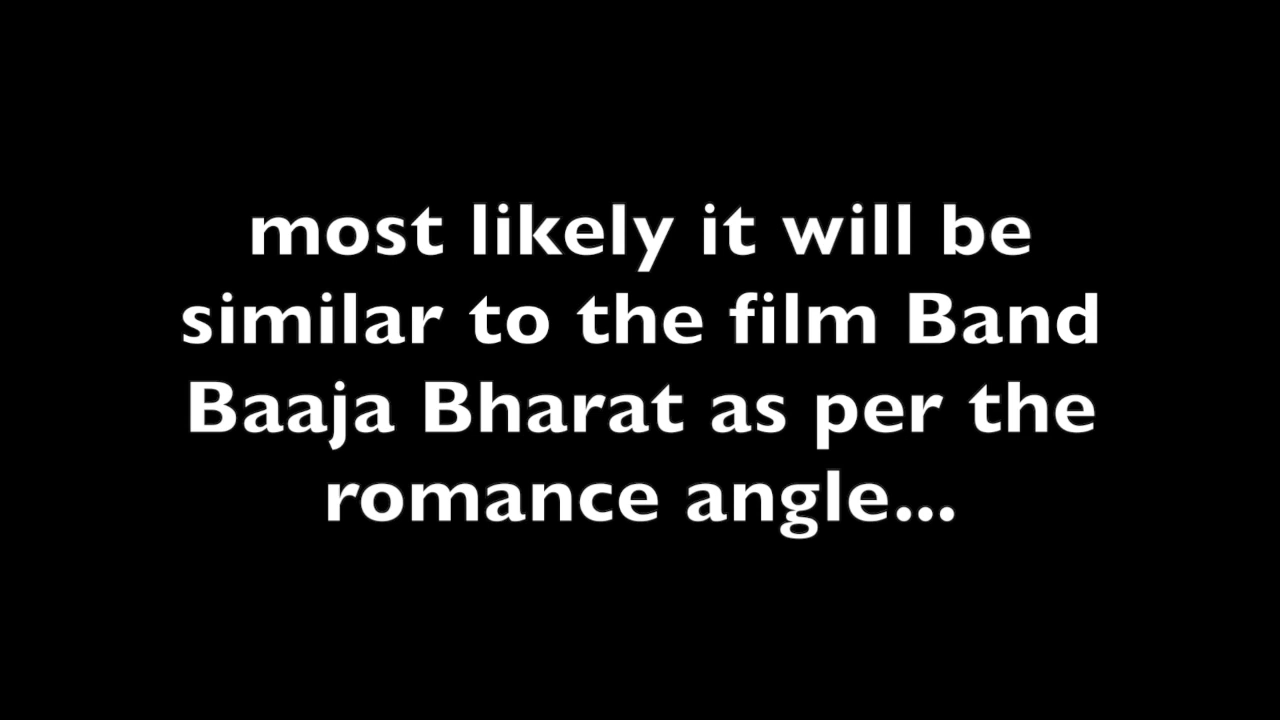 most likely it will be
similar to the film Band
Baaja Bharat as per the
romance angle...